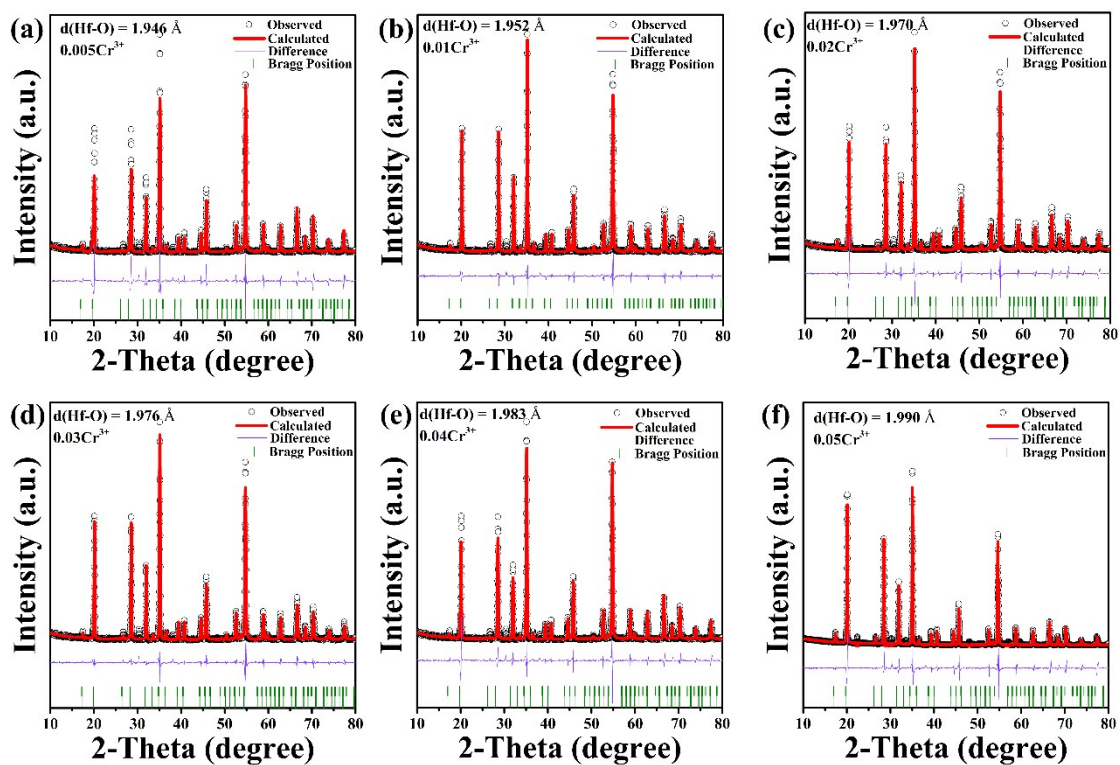 (a)
d(Hf-O) = 1.946 Å
0.005Cr³⁺
Observed
Calculated
Difference
Bragg Position
Intensity (a.u.)
10 20 30 40 50 60 70 80
2-Theta (degree)
(b)
d(Hf-O) = 1.952 Å
0.01Cr³⁺
Observed
Calculated
Difference
Bragg Position
Intensity (a.u.)
10 20 30 40 50 60 70 80
2-Theta (degree)
(c)
d(Hf-O) = 1.970 Å
0.02Cr³⁺
Observed
Calculated
Difference
Bragg Position
Intensity (a.u.)
10 20 30 40 50 60 70 80
2-Theta (degree)
(d)
d(Hf-O) = 1.976 Å
0.03Cr³⁺
Observed
Calculated
Difference
Bragg Position
Intensity (a.u.)
10 20 30 40 50 60 70 80
2-Theta (degree)
(e)
d(Hf-O) = 1.983 Å
0.04Cr³⁺
Observed
Calculated
Difference
Bragg Position
Intensity (a.u.)
10 20 30 40 50 60 70 80
2-Theta (degree)
(f)
d(Hf-O) = 1.990 Å
0.05Cr³⁺
Observed
Calculated
Difference
Bragg Position
Intensity (a.u.)
10 20 30 40 50 60 70 80
2-Theta (degree)